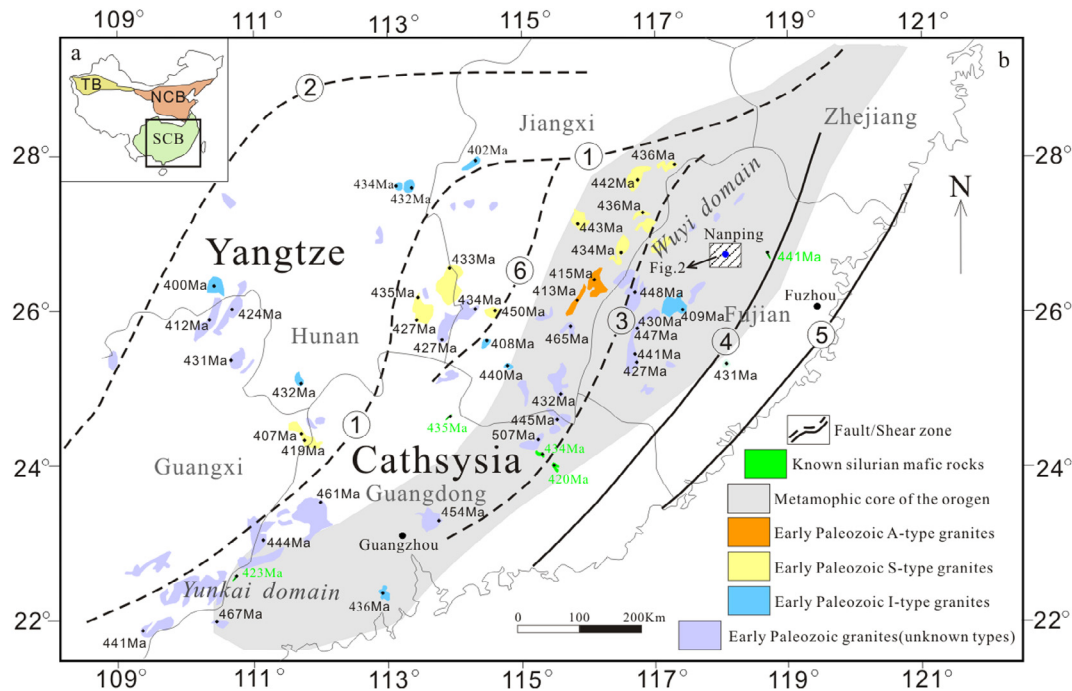 109° 111° 113° 115° 117° 119° 121°
a
b
TB
NCB
SCB
2
Jiangxi
Zhejiang
28°
28°
402Ma
1
436Ma
434Ma
432Ma
442Ma
436Ma
443Ma
Wuyi domain
N
Nanping
434Ma
Fig.2
441Ma
Yangtze
433Ma
6
415Ma
400Ma
435Ma
434Ma
413Ma
448Ma
Fuzhou
26°
26°
412Ma
424Ma
427Ma
450Ma
3
430Ma
409Ma
Fujian
Hunan
427Ma
408Ma
465Ma
447Ma
4
5
431Ma
440Ma
441Ma
427Ma
431Ma
432Ma
432Ma
435Ma
445Ma
407Ma
1
507Ma
419Ma
434Ma
Fault/Shear zone
24°
24°
Guangxi
Cathsysia
420Ma
Known silurian mafic rocks
461Ma
Guangdong
Metamophic core of the orogen
454Ma
444Ma
Guangzhou
Early Paleozoic A-type granites
423Ma
Early Paleozoic S-type granites
Yunkai domain
436Ma
Early Paleozoic I-type granites
22°
22°
467Ma
0 100 200Km
441Ma
Early Paleozoic granites(unknown types)
109° 111° 113° 115° 117° 119° 121°